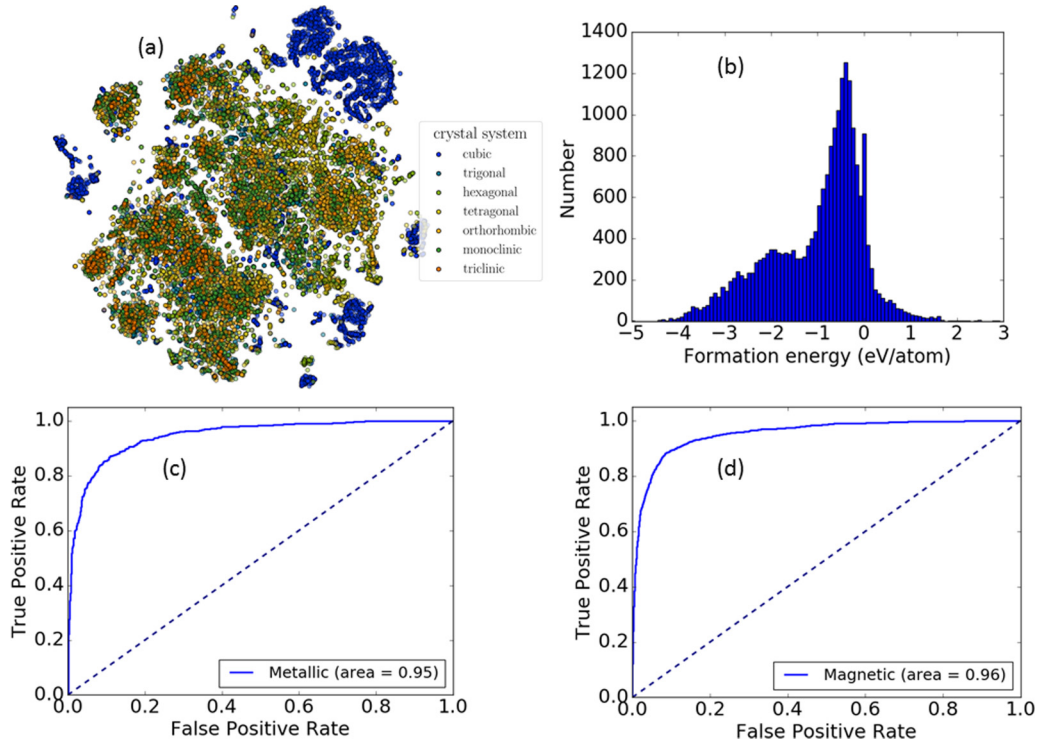 (a)
crystal system
cubic
trigonal
hexagonal
tetragonal
orthorhombic
monoclinic
triclinic
(b)
1400
1200
1000
800
600
400
200
0
Number
−5 −4 −3 −2 −1 0 1 2 3
Formation energy (eV/atom)
(c)
1.0
0.8
0.6
0.4
0.2
0.0
True Positive Rate
Metallic (area = 0.95)
0.0 0.2 0.4 0.6 0.8 1.0
False Positive Rate
(d)
1.0
0.8
0.6
0.4
0.2
0.0
True Positive Rate
Magnetic (area = 0.96)
0.0 0.2 0.4 0.6 0.8 1.0
False Positive Rate